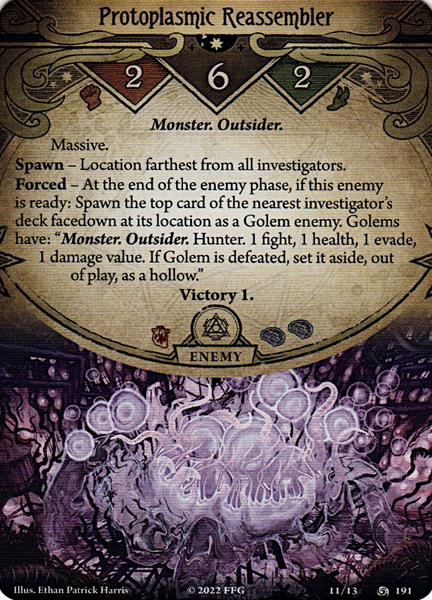 Protoplasmic Reassembler
2 6 2
Monster. Outsider.
Massive.
Spawn – Location farthest from all investigators.
Forced – At the end of the enemy phase, if this enemy
is ready: Spawn the top card of the nearest investigator's
deck facedown at its location as a Golem enemy. Golems
have: "Monster. Outsider. Hunter. 1 fight, 1 health, 1 evade,
1 damage value. If Golem is defeated, set it aside, out
of play, as a hollow."
Victory 1.
ENEMY
Illus. Ethan Patrick Harris © 2022 FFG 11/13 191